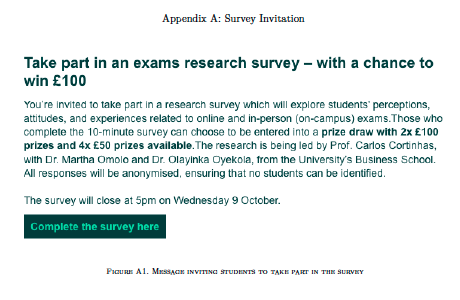 Appendix A: Survey Invitation
Take part in an exams research survey – with a chance to
win £100
You're invited to take part in a research survey which will explore students' perceptions,
attitudes, and experiences related to online and in-person (on-campus) exams.Those who
complete the 10-minute survey can choose to be entered into a prize draw with 2x £100
prizes and 4x £50 prizes available.The research is being led by Prof. Carlos Cortinhas,
with Dr. Martha Omolo and Dr. Olayinka Oyekola, from the University's Business School.
All responses will be anonymised, ensuring that no students can be identified.
The survey will close at 5pm on Wednesday 9 October.
Complete the survey here
Figure A1. Message inviting students to take part in the survey